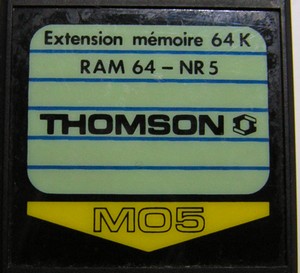 Extension mémoire 64 K
RAM 64 – NR 5
THOMSON
MO5